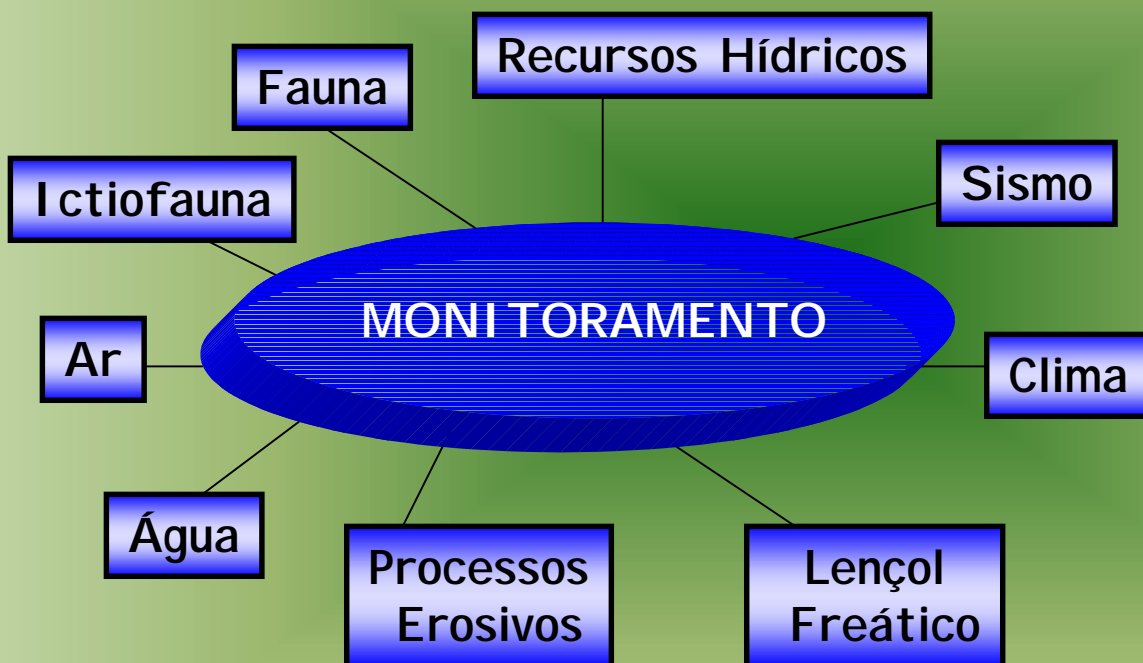 Recursos Hídricos
Fauna
Sismo
Ictiofauna
MONITORAMENTO
Ar
Clima
Água
Processos
Erosivos
Lençol
Freático